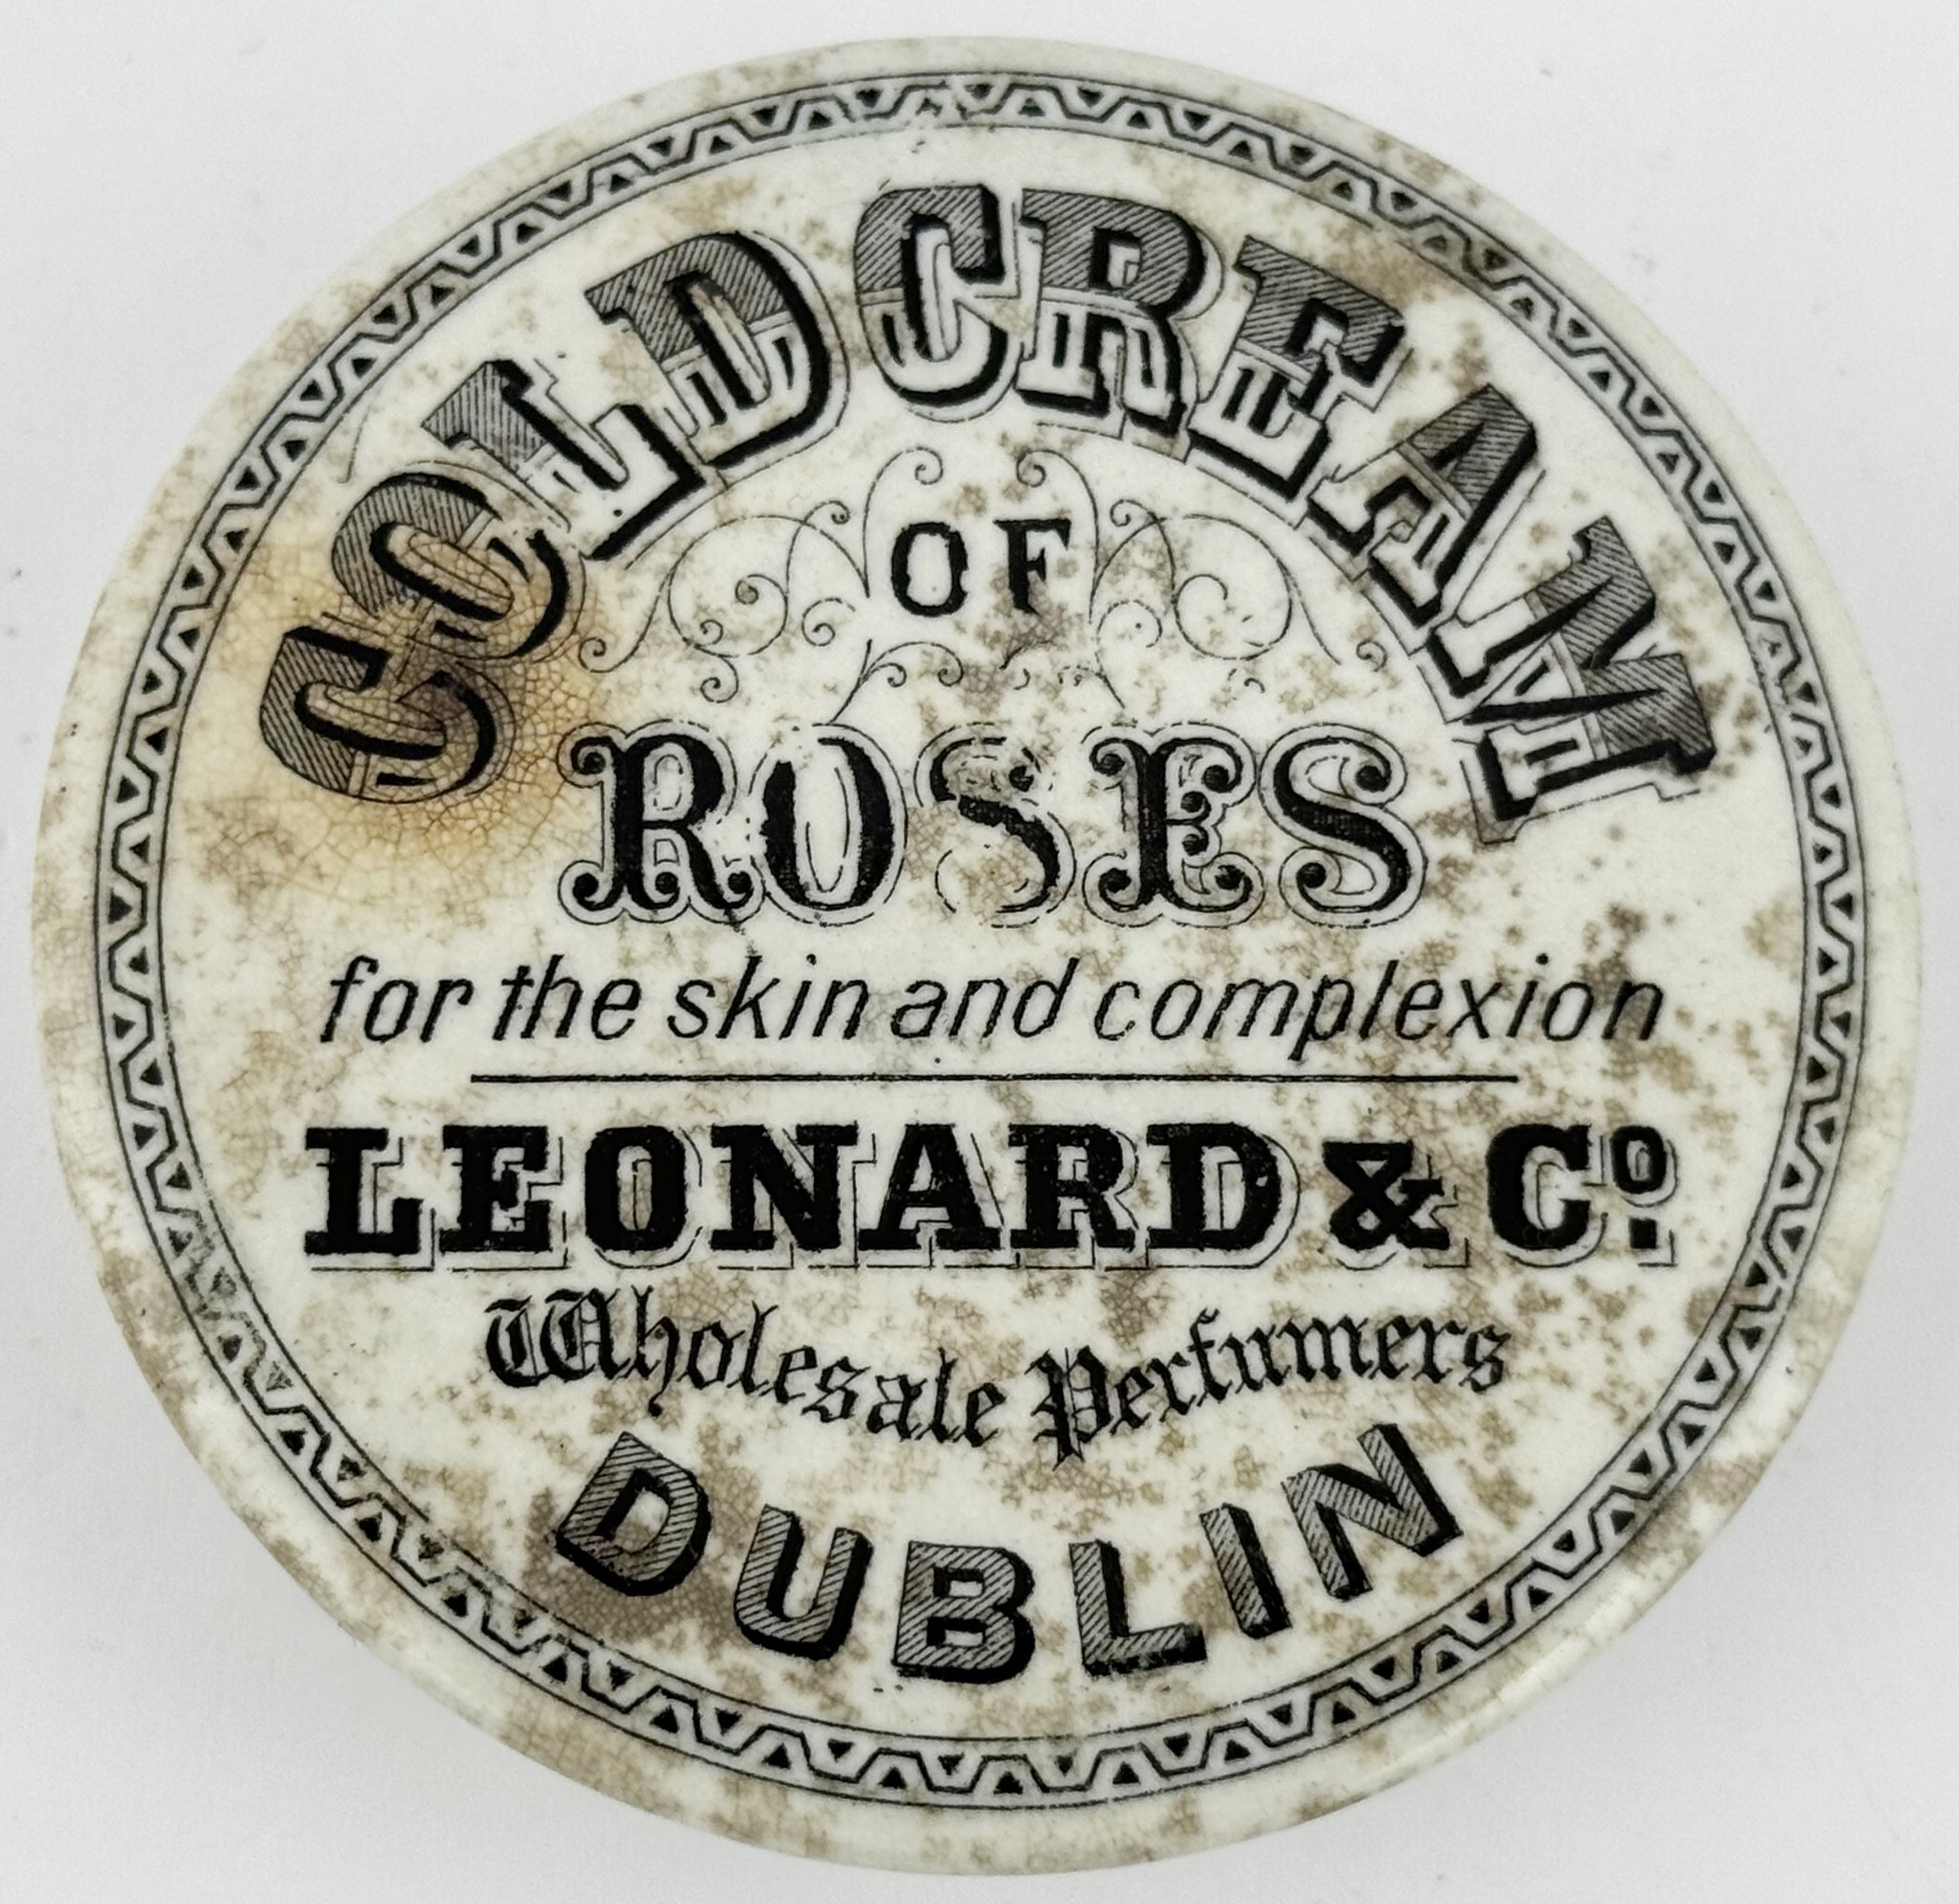 COLD CREAM
OF
ROSES
for the skin and complexion
LEONARD & Co.
Wholesale Perfumers
DUBLIN